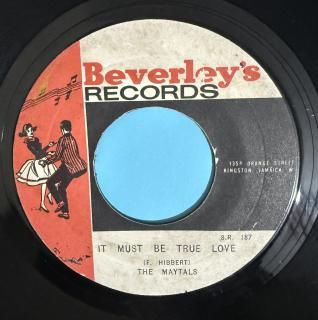 Beverley's
RECORDS
135A ORANGE STREET
KINGSTON JAMAICA W
B.R. 187
IT MUST BE TRUE LOVE
(F. HIBBERT)
THE MAYTALS